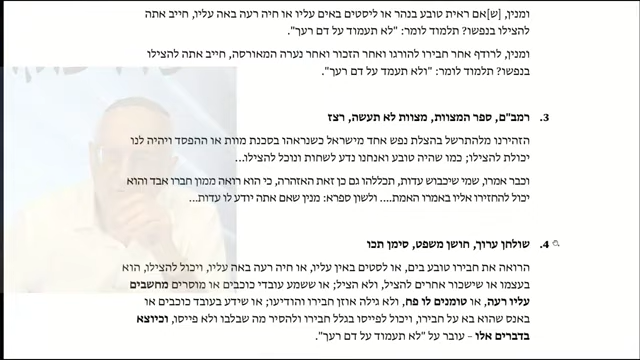 ומנין, [ש]אם ראית טובע בנהר או ליסטים באים עליו או חיה רעה באה עליו, חייב אתה
להצילו בנפשו? תלמוד לומר: "לא תעמוד על דם רעך".
ומנין, לרודף אחר חבירו להורגו ואחר הזכור ואחר נערה המאורסה, חייב אתה להצילו
בנפשו? תלמוד לומר: "ולא תעמד על דם רעך".
3. רמב"ם, ספר המצוות, מצוות לא תעשה, רצז
הזהירנו מלהתרשל בהצלת נפש אחד מישראל כשנראהו בסכנת מוות או ההפסד ויהיה לנו
יכולת להצילו; כמו שהיה טובע ואנחנו נדע לשחות ונוכל להצילו...
וכבר אמרו, שמי שיכבוש עדות, תכללהו גם כן זאת האזהרה, כי הוא רואה ממון חברו אבד והוא
יכול להחזירו אליו באמרו האמת.... ולשון ספרא: מנין שאם אתה יודע לו עדות...
4. שולחן ערוך, חושן משפט, סימן תכו
הרואה את חבירו טובע בים, או לסטים באין עליו, או חיה רעה באה עליו, ויכול להצילו, הוא
בעצמו או שישכור אחרים להציל, ולא הציל; או ששמע עובדי כוכבים או מוסרים מחשבים
עליו רעה, או טומנים לו פח, ולא גילה אוזן חבירו והודיעו; או שידע בעובד כוכבים או
באנס שהוא בא על חבירו, ויכול לפייסו בגלל חבירו ולהסיר מה שבלבו ולא פייסו, וכיוצא
בדברים אלו – עובר על "לא תעמוד על דם רעך".